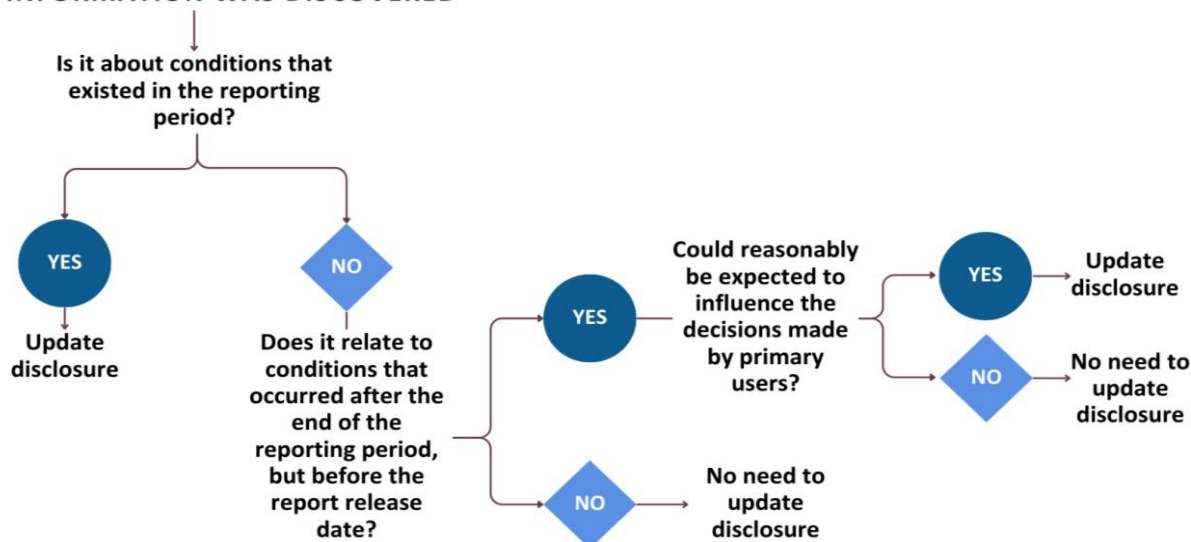 INFORMATION WAS DISCOVERED
Is it about conditions that
existed in the reporting
period?
YES
Update
disclosure
NO
Does it relate to
conditions that
occurred after the
end of the
reporting period,
but before the
report release
date?
YES
Could reasonably
be expected to
influence the
decisions made
by primary
users?
YES
Update
disclosure
NO
No need to
update
disclosure
NO
No need to
update
disclosure